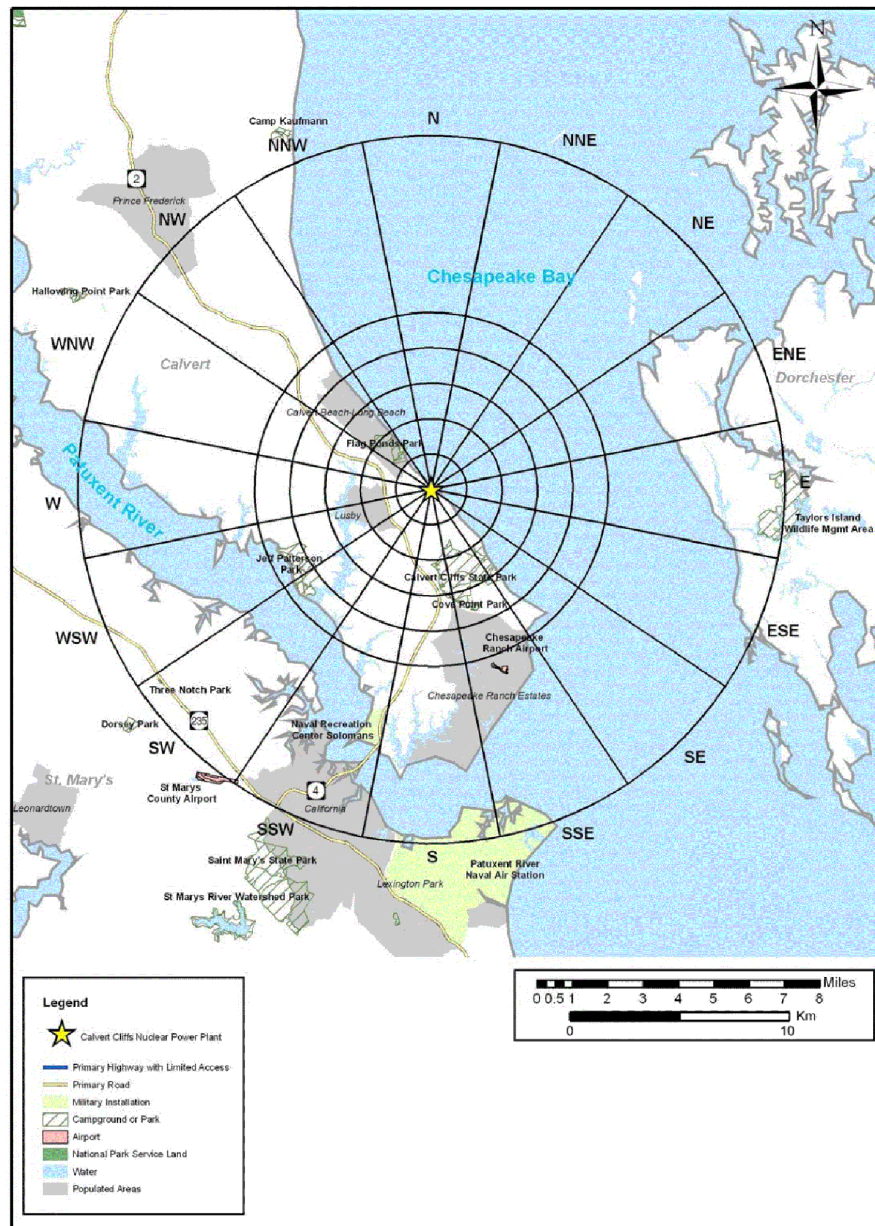 N
Camp Kaufmann
NNW
N
NNE
2
Prince Frederick
NW
NE
Chesapeake Bay
Hallowing Point Park
WNW
Calvert
ENE
Dorchester
Calvert Beach-Long Beach
Flag Ponds Park
Patuxent River
W
E
Lusby
Taylors Island
Wildlife Mgmt Area
Jeff Patterson
Park
Calvert Cliffs State Park
Cove Point Park
WSW
ESE
Chesapeake
Ranch Airport
Three Notch Park
Chesapeake Ranch Estates
Dorsey Park
235
Naval Recreation
Center Solomans
SW
SE
St. Mary's
St Marys
County Airport
4
Leonardtown
California
SSW
S
SSE
Saint Mary's State Park
Patuxent River
Naval Air Station
Lexington Park
St Marys River Watershed Park
Legend
Calvert Cliffs Nuclear Power Plant
Primary Highway with Limited Access
Primary Road
Military Installation
Campground or Park
Airport
National Park Service Land
Water
Populated Areas
Miles
0 0.5 1 2 3 4 5 6 7 8
Km
0 10